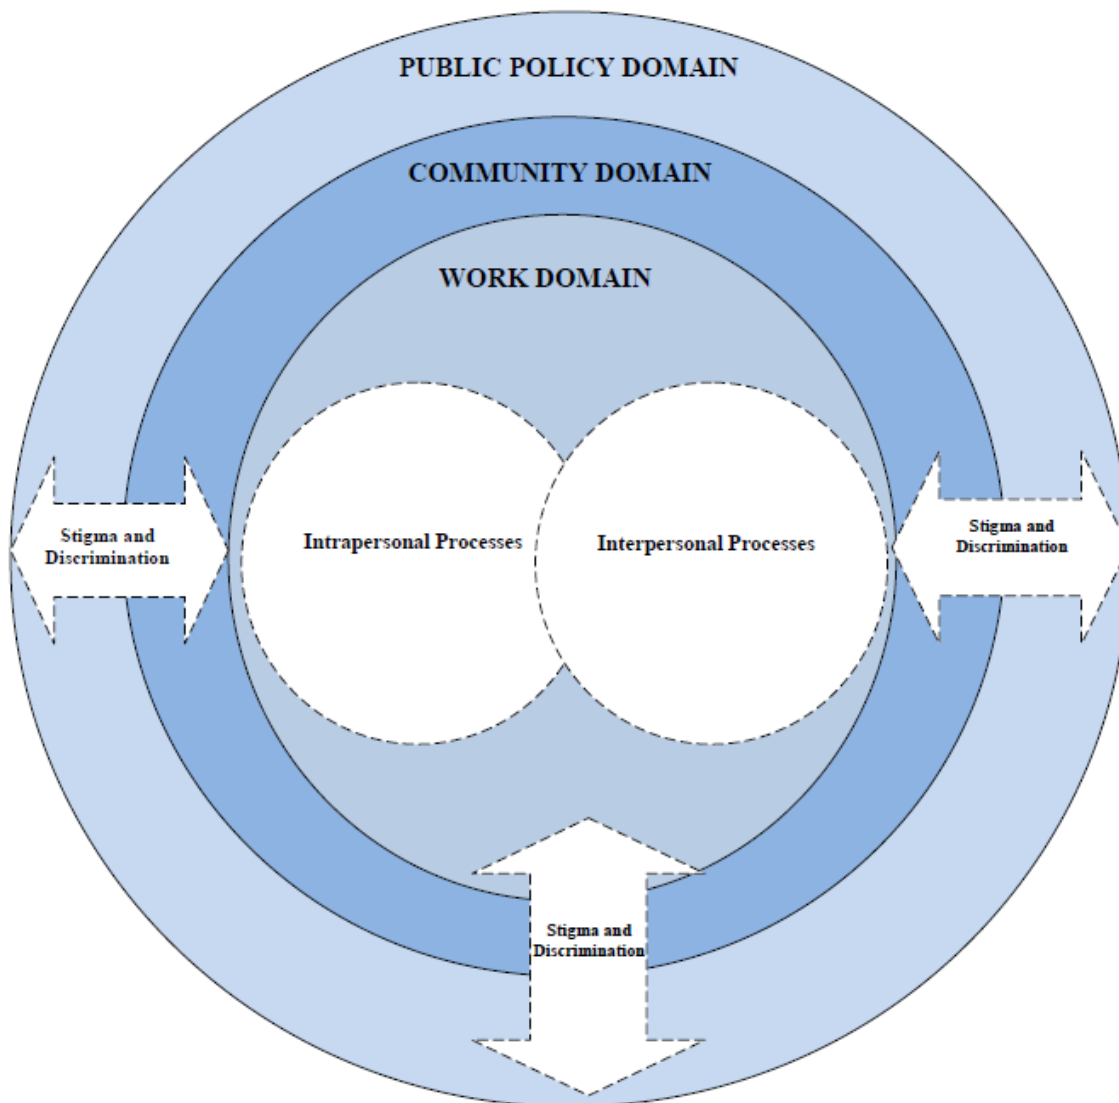 PUBLIC POLICY DOMAIN
COMMUNITY DOMAIN
WORK DOMAIN
Intrapersonal Processes
Interpersonal Processes
Stigma and
Discrimination
Stigma and
Discrimination
Stigma and
Discrimination